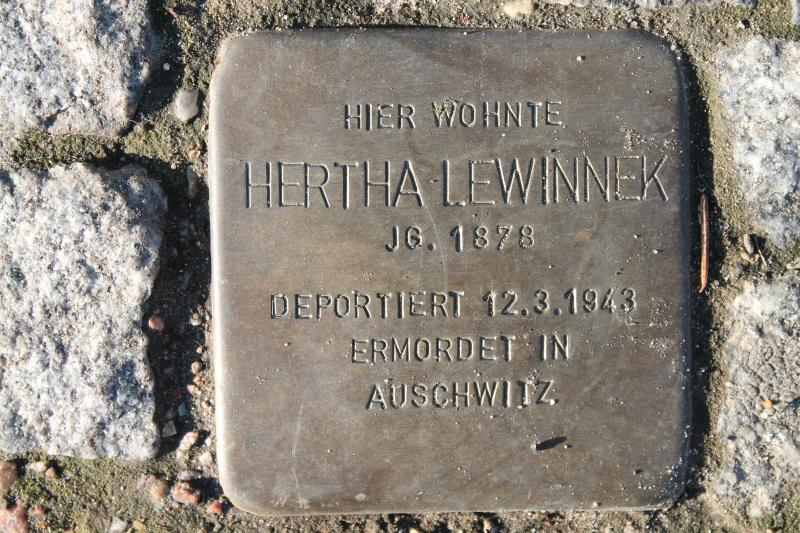 HIER WOHNTE
HERTHA LEWINNEK
JG. 1878
DEPORTIERT 12.3.1943
ERMORDET IN
AUSCHWITZ